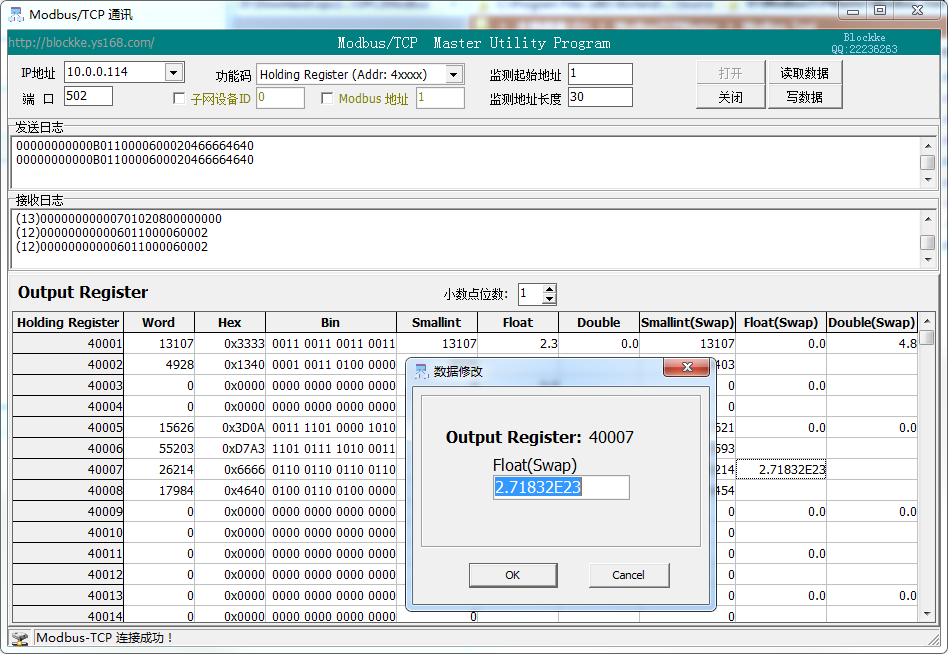 Modbus/TCP 通讯
http://blockke.ys168.com/
Modbus/TCP Master Utility Program
Blockke
QQ:22236263
IP地址 10.0.0.114
功能码 Holding Register (Addr: 4xxxx)
监测起始地址 1
打开
读取数据
端 口 502
子网设备ID 0
Modbus 地址 1
监测地址长度 30
关闭
写数据
发送日志
00000000000B0110000600020466664640
00000000000B0110000600020466664640
接收日志
(13)00000000000701020800000000
(12)000000000006011000060002
(12)000000000006011000060002
Output Register
小数点位数: 1
Holding Register Word Hex Bin Smallint Float Double Smallint(Swap) Float(Swap) Double(Swap)
40001 13107 0x3333 0011 0011 0011 0011 13107 2.3 0.0 13107 0.0 4.8
40002 4928 0x1340 0001 0011 0100 0000 403
40003 0 0x0000 0000 0000 0000 0000 0 0.0
40004 0 0x0000 0000 0000 0000 0000 0
40005 15626 0x3D0A 0011 1101 0000 1010 621 0.0 0.0
40006 55203 0xD7A3 1101 0111 1010 0011 593
40007 26214 0x6666 0110 0110 0110 0110 214 2.71832E23
40008 17984 0x4640 0100 0110 0100 0000 454
40009 0 0x0000 0000 0000 0000 0000 0 0.0 0.0
40010 0 0x0000 0000 0000 0000 0000 0
40011 0 0x0000 0000 0000 0000 0000 0 0.0
40012 0 0x0000 0000 0000 0000 0000 0
40013 0 0x0000 0000 0000 0000 0000 0 0.0 0.0
40014 0 0x0000 0000 0000 0000 0000 0 0
数据修改
Output Register: 40007
Float(Swap)
2.71832E23
OK
Cancel
Modbus-TCP 连接成功！